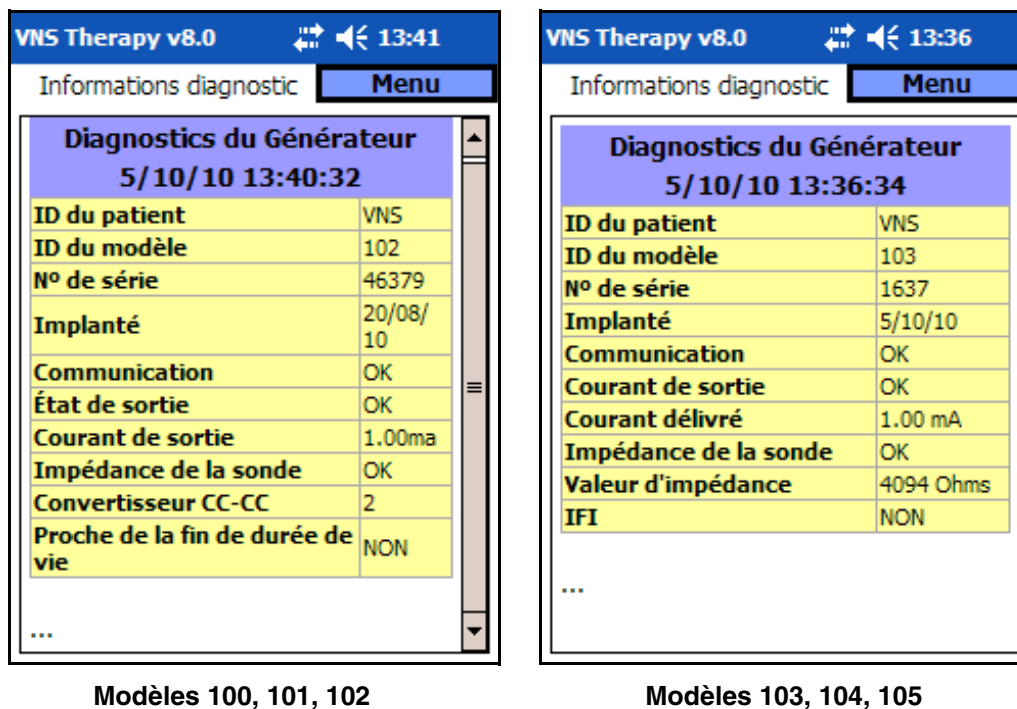 VNS Therapy v8.0 13:41
Informations diagnostic Menu
Diagnostics du Générateur
5/10/10 13:40:32
ID du patient VNS
ID du modèle 102
Nº de série 46379
Implanté 20/08/
10
Communication OK
État de sortie OK
Courant de sortie 1.00ma
Impédance de la sonde OK
Convertisseur CC-CC 2
Proche de la fin de durée de
vie NON
...
Modèles 100, 101, 102
VNS Therapy v8.0 13:36
Informations diagnostic Menu
Diagnostics du Générateur
5/10/10 13:36:34
ID du patient VNS
ID du modèle 103
Nº de série 1637
Implanté 5/10/10
Communication OK
Courant de sortie OK
Courant délivré 1.00 mA
Impédance de la sonde OK
Valeur d'impédance 4094 Ohms
IFI NON
...
Modèles 103, 104, 105